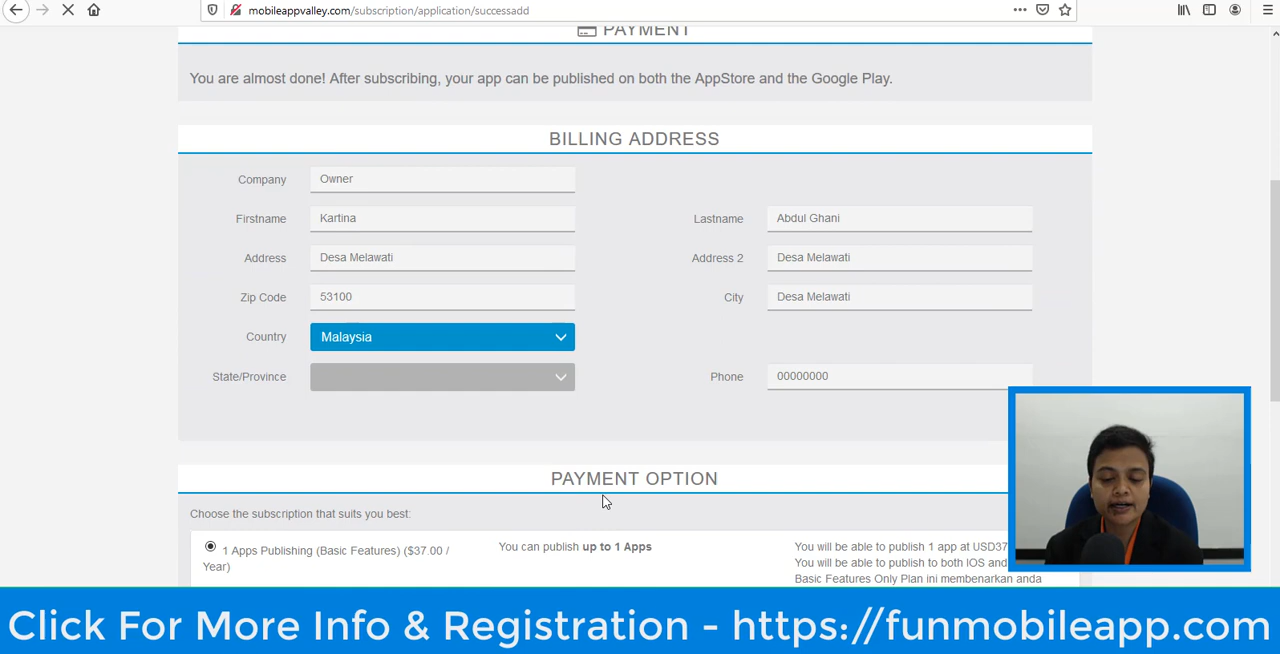 mobileappvalley.com/subscription/application/successadd
PAYMENT
You are almost done! After subscribing, your app can be published on both the AppStore and the Google Play.
BILLING ADDRESS
Company Owner
Firstname Kartina Lastname Abdul Ghani
Address Desa Melawati Address 2 Desa Melawati
Zip Code 53100 City Desa Melawati
Country Malaysia
State/Province Phone 00000000
PAYMENT OPTION
Choose the subscription that suits you best:
1 Apps Publishing (Basic Features) ($37.00 /
Year)
You can publish up to 1 Apps
You will be able to publish 1 app at USD37
You will be able to publish to both IOS and
Basic Features Only Plan ini membenarkan anda
Click For More Info & Registration - https://funmobileapp.com